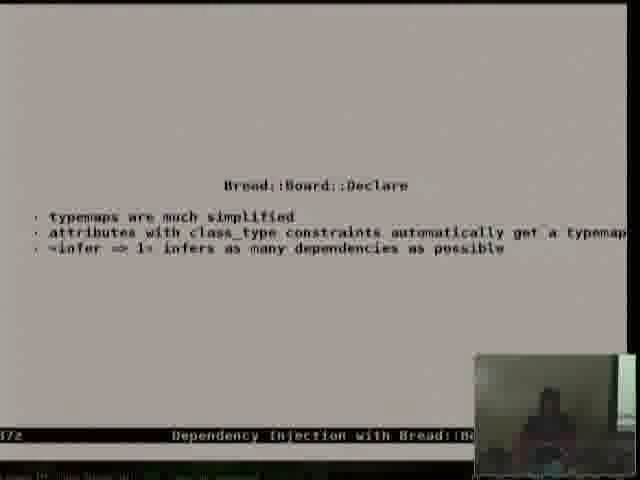 Bread::Board::Declare
· typemaps are much simplified
· attributes with class_type constraints automatically get a typemap
· <infer => 1> infers as many dependencies as possible
Dependency Injection with Bread::Bo